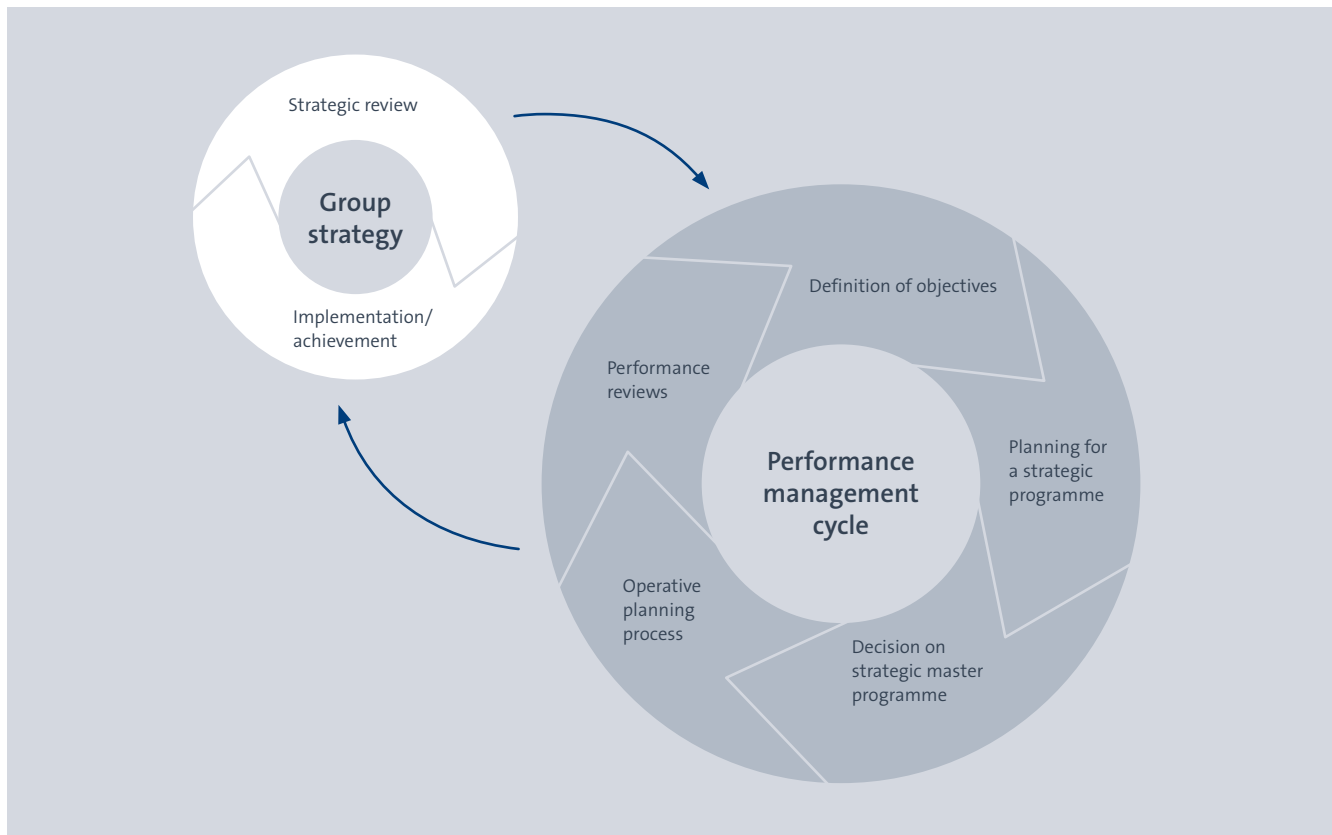 Strategic review
Group
strategy
Implementation/
achievement
Definition of objectives
Planning for
a strategic
programme
Decision on
strategic master
programme
Operative
planning
process
Performance
reviews
Performance
management
cycle